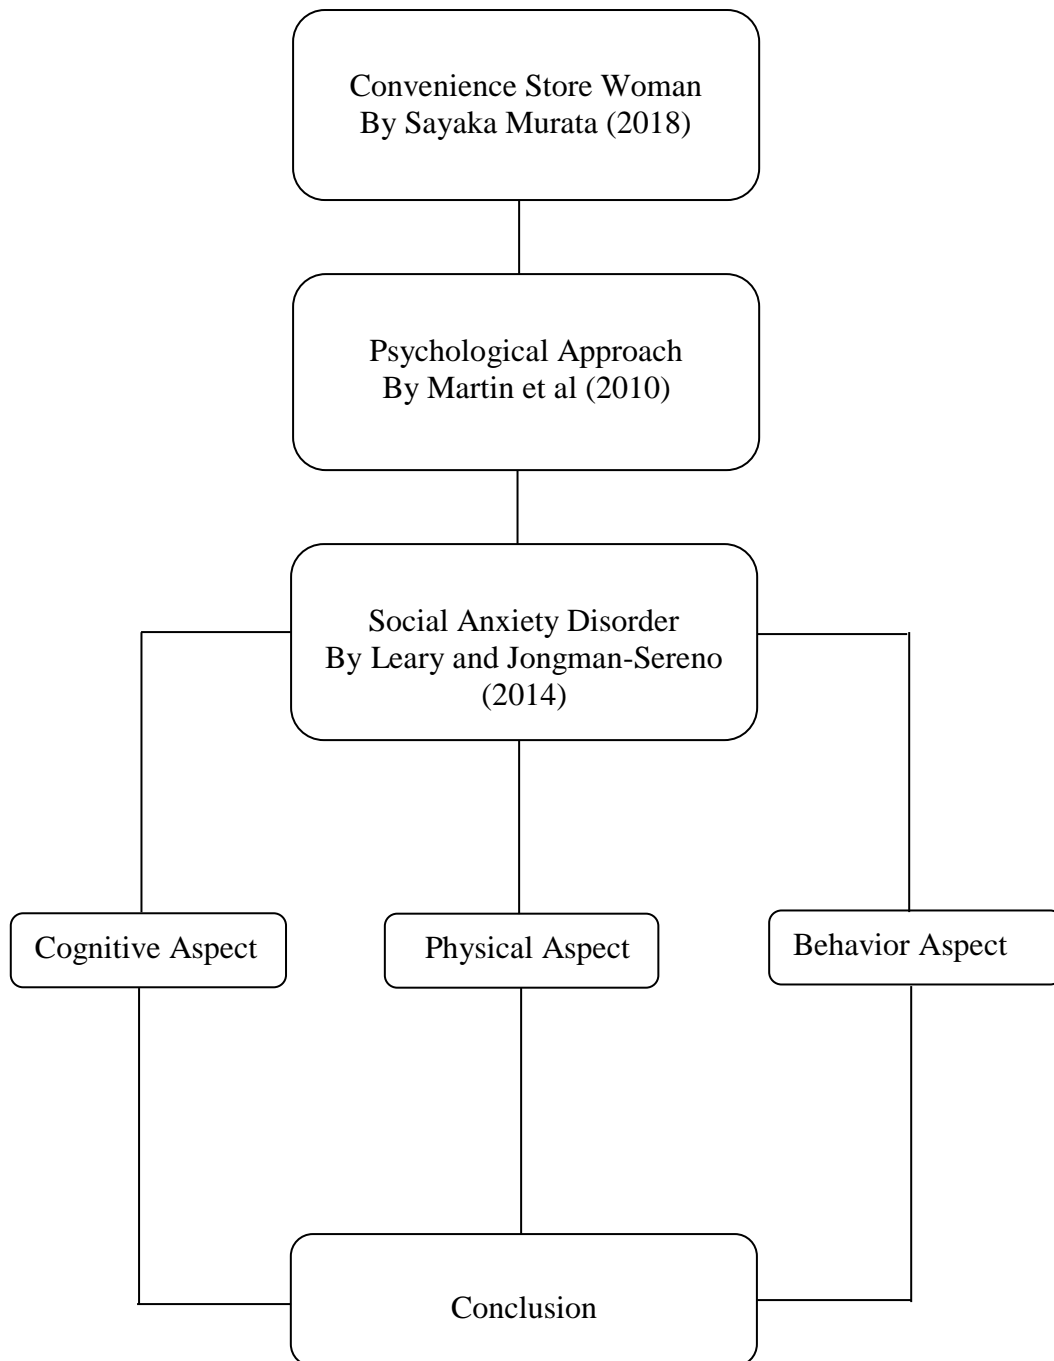 Convenience Store Woman
By Sayaka Murata (2018)
Psychological Approach
By Martin et al (2010)
Social Anxiety Disorder
By Leary and Jongman-Sereno
(2014)
Cognitive Aspect
Physical Aspect
Behavior Aspect
Conclusion